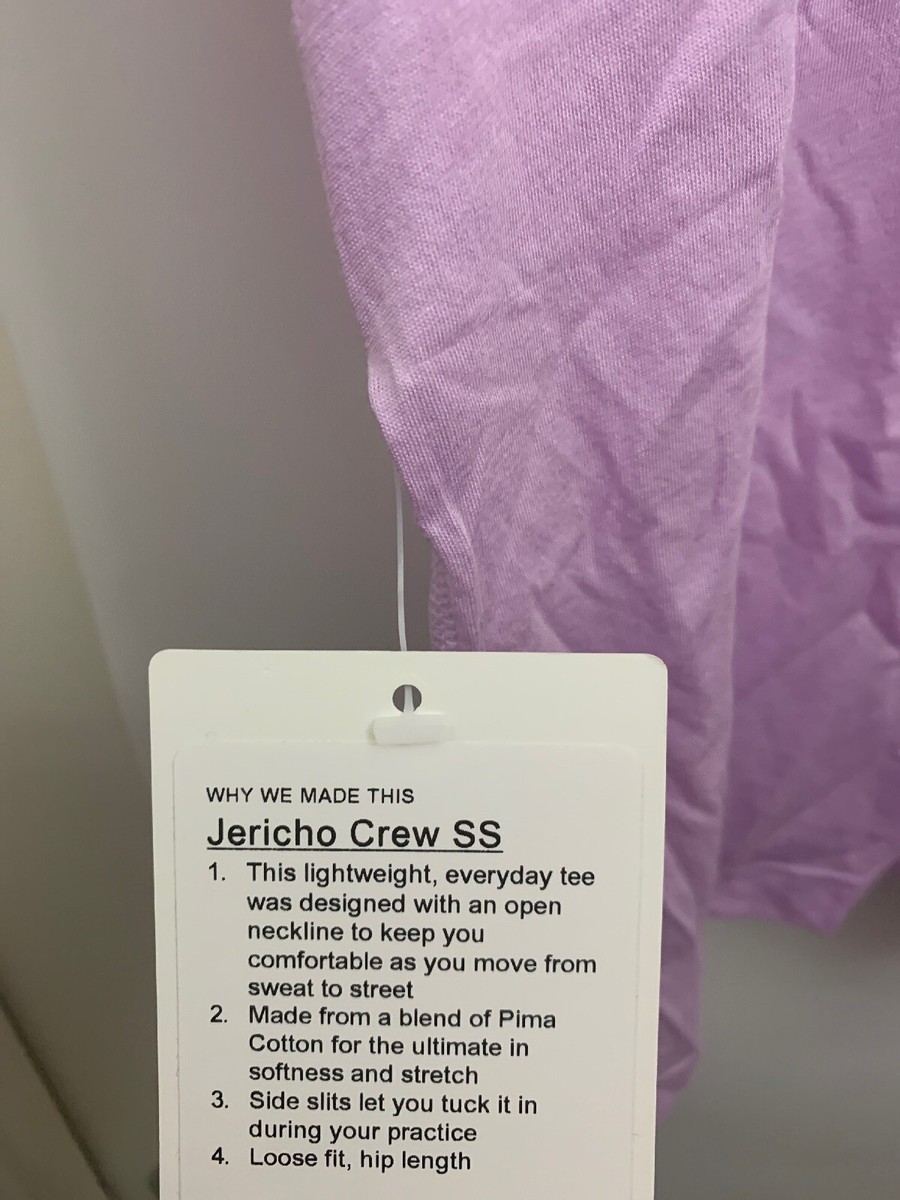 WHY WE MADE THIS
Jericho Crew SS
1. This lightweight, everyday tee
was designed with an open
neckline to keep you
comfortable as you move from
sweat to street
2. Made from a blend of Pima
Cotton for the ultimate in
softness and stretch
3. Side slits let you tuck it in
during your practice
4. Loose fit, hip length